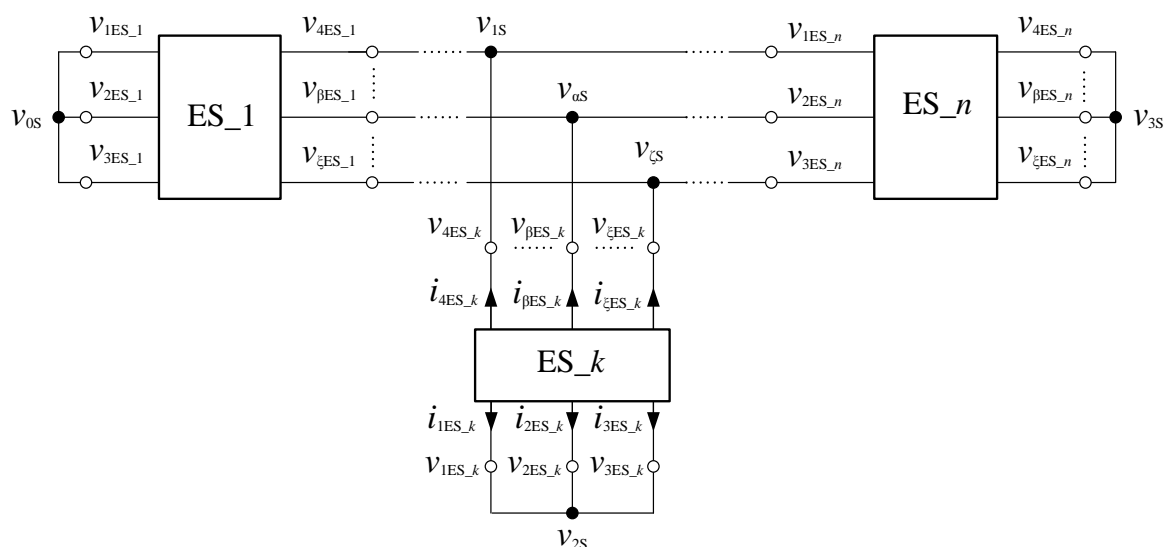 v1ES_1 v4ES_1 v1S v1ES_n v4ES_n
v0S v2ES_1 ES_1 vβES_1 vαS v2ES_n ES_n vβES_n v3S
v3ES_1 vξES_1 vζS v3ES_n vξES_n
v4ES_k vβES_k vξES_k
i4ES_k iβES_k iξES_k
ES_k
i1ES_k i2ES_k i3ES_k
v1ES_k v2ES_k v3ES_k
v2S